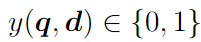 y(q, d) ∈ {0, 1}